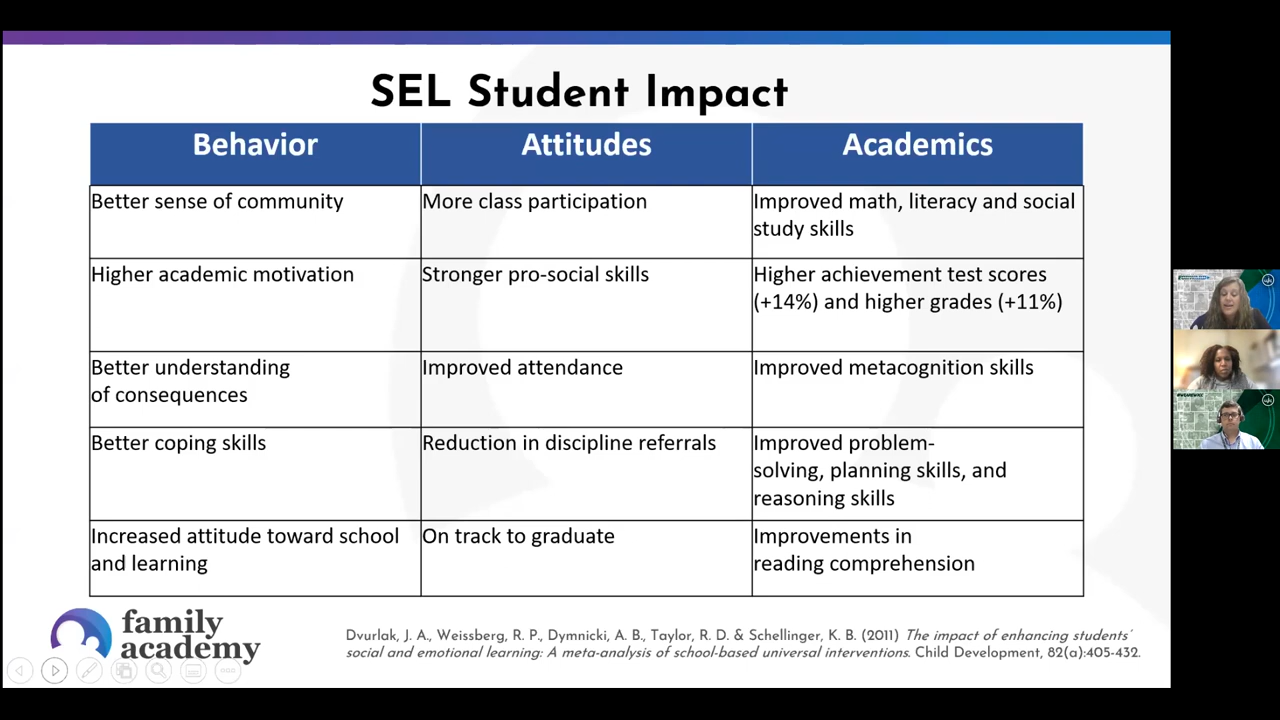 SEL Student Impact
Behavior
Attitudes
Academics
Better sense of community
More class participation
Improved math, literacy and social
study skills
Higher academic motivation
Stronger pro-social skills
Higher achievement test scores
(+14%) and higher grades (+11%)
Better understanding
of consequences
Improved attendance
Improved metacognition skills
Better coping skills
Reduction in discipline referrals
Improved problem-
solving, planning skills, and
reasoning skills
Increased attitude toward school
and learning
On track to graduate
Improvements in
reading comprehension
family
academy
Dvurlak, J. A., Weissberg, R. P., Dymnicki, A. B., Taylor, R. D. & Schellinger, K. B. (2011) The impact of enhancing students'
social and emotional learning: A meta-analysis of school-based universal interventions. Child Development, 82(a):405-432.